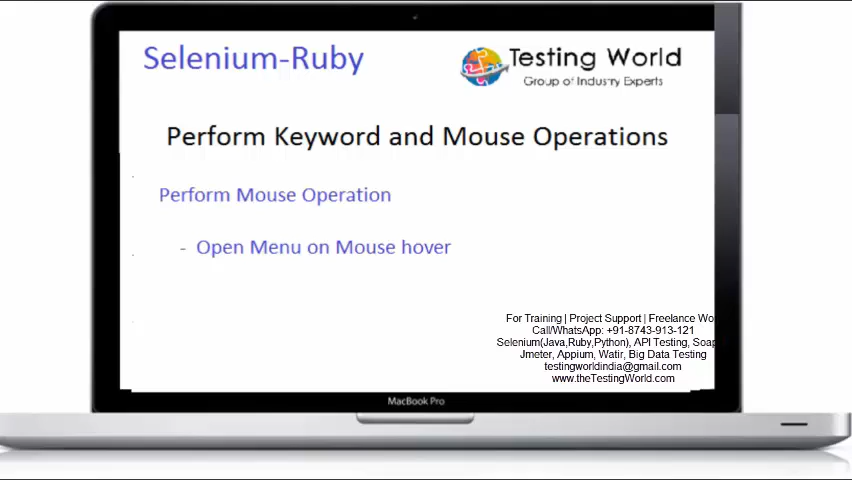 Selenium-Ruby
Testing World
Group of Industry Experts
Perform Keyword and Mouse Operations
Perform Mouse Operation
- Open Menu on Mouse hover
For Training | Project Support | Freelance
Call/WhatsApp: +91-8743-913-121
Selenium(Java,Ruby,Python), API Testing, Soap
Jmeter, Appium, Watir, Big Data Testing
testingworldindia@gmail.com
www.theTestingWorld.com
MacBook Pro